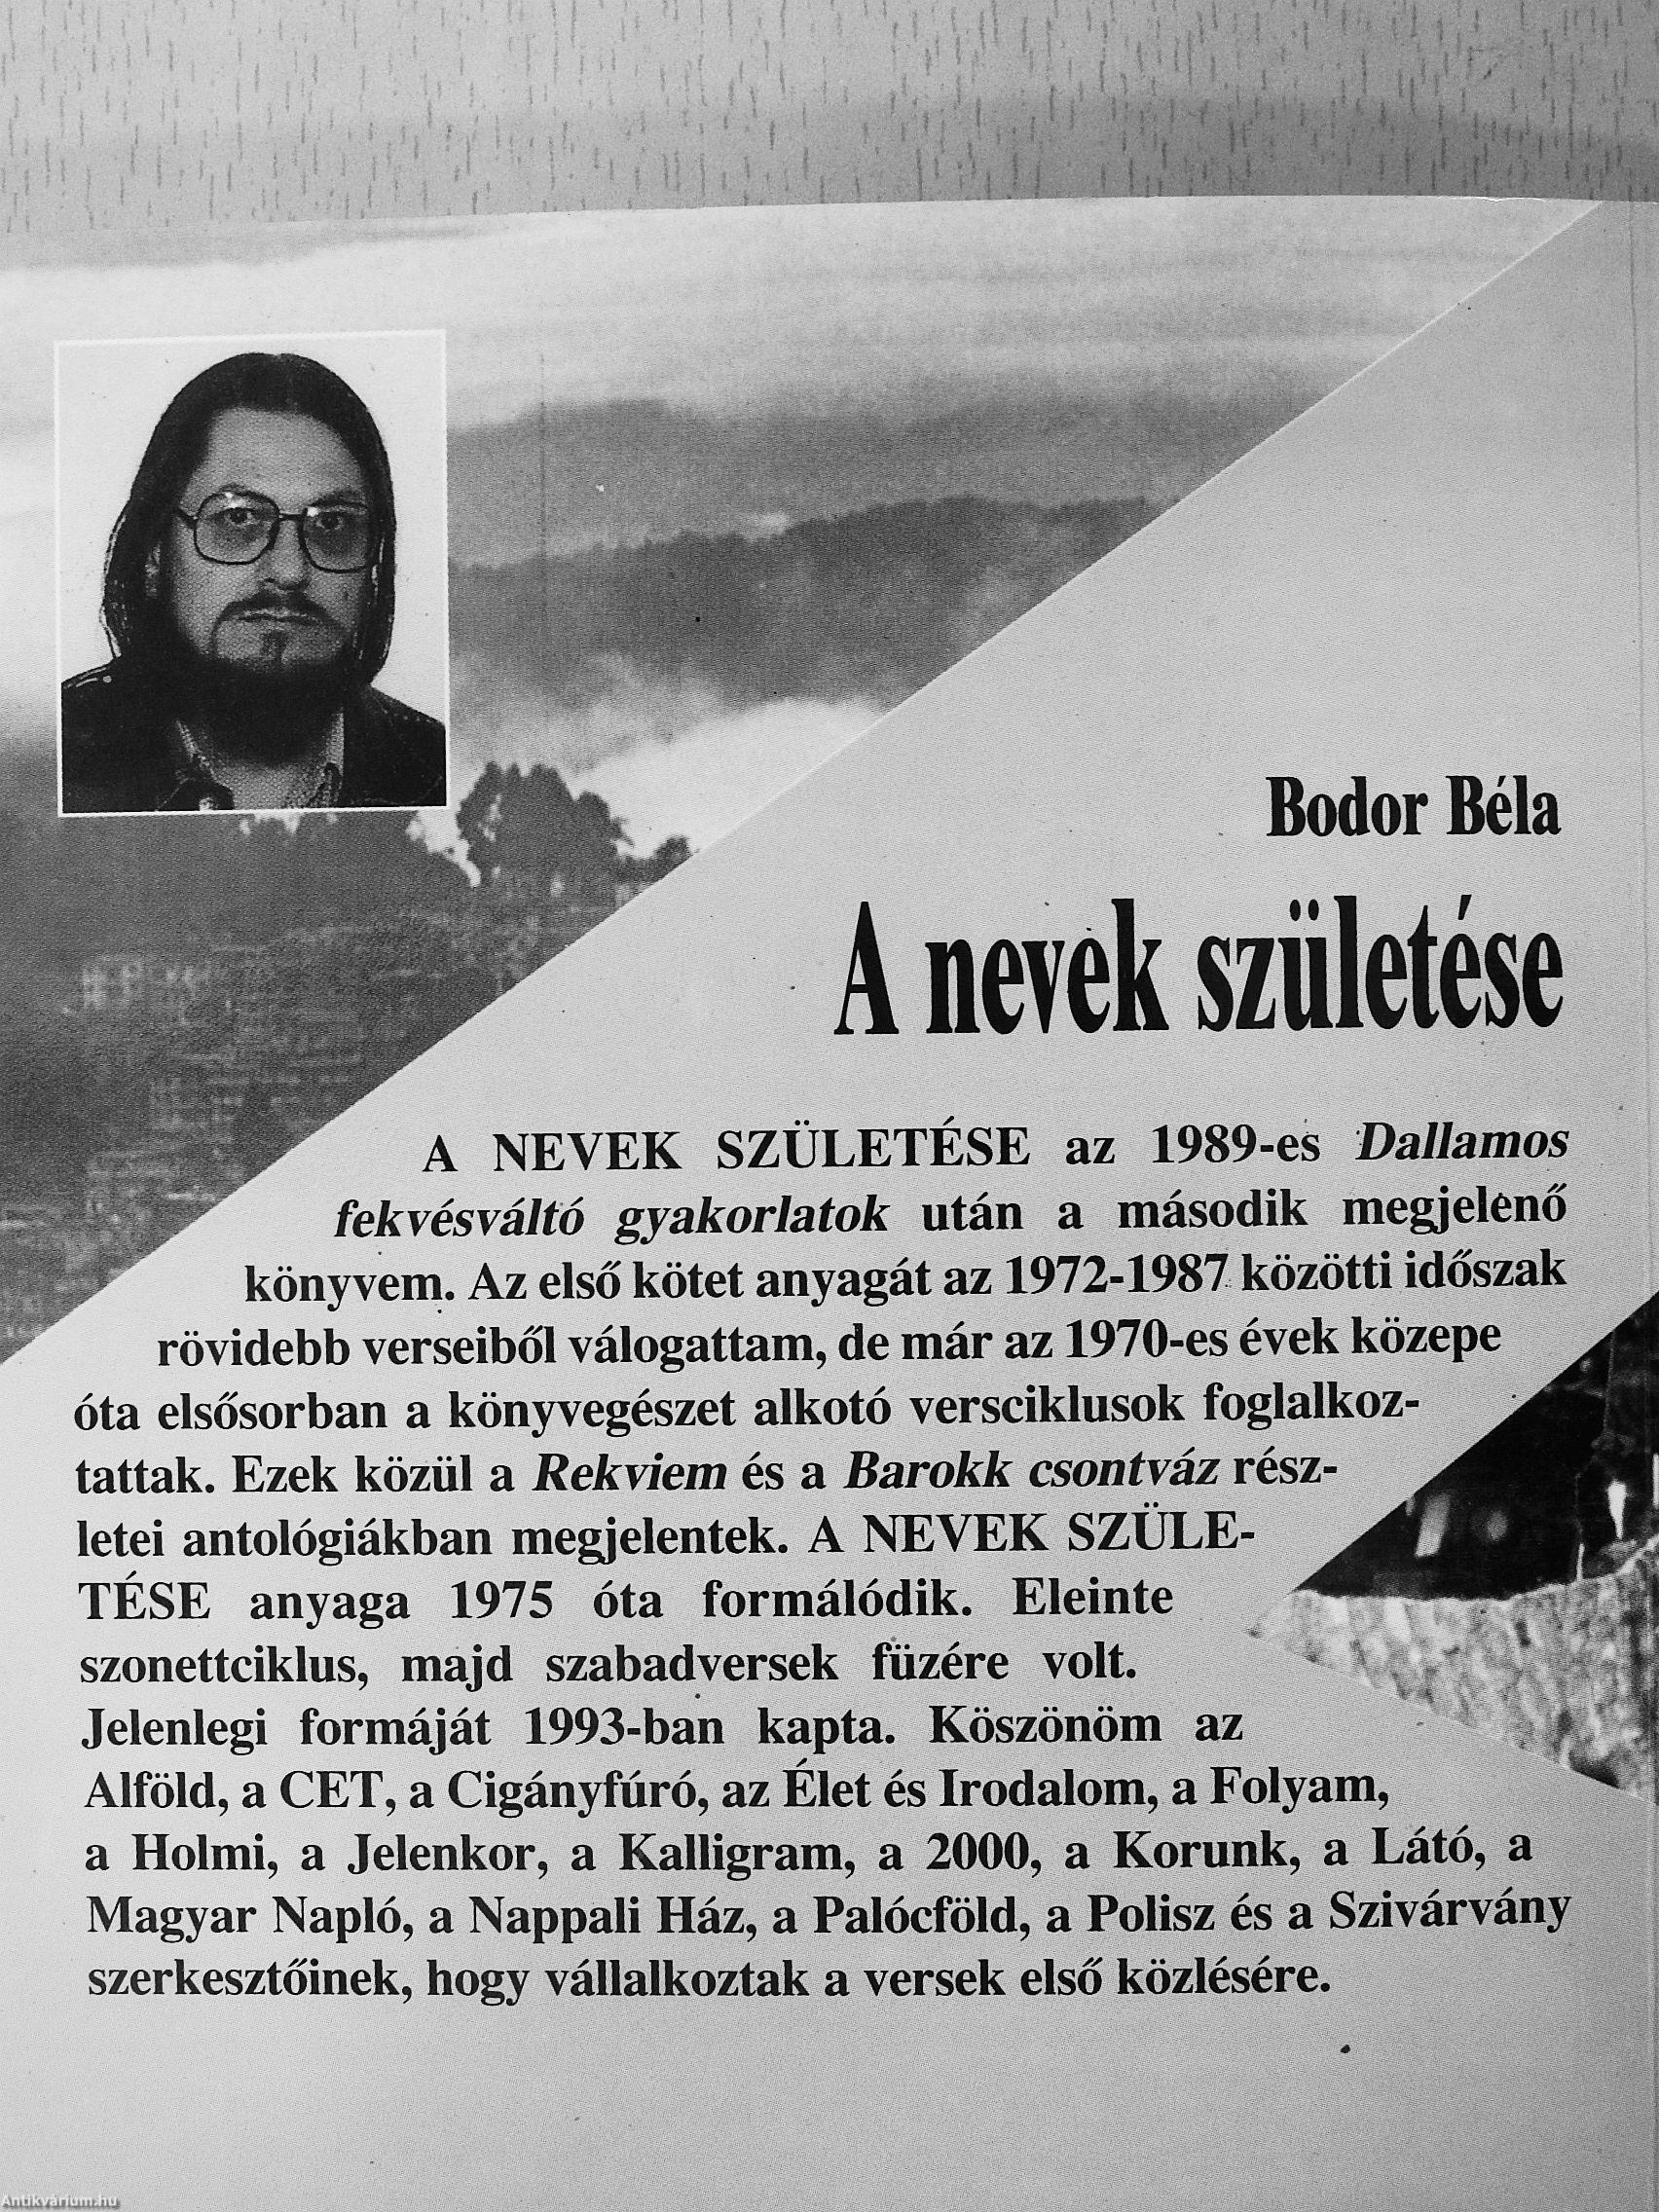 Bodor Béla
A nevek születése
A NEVEK SZÜLETÉSE az 1989-es Dallamos
fekvésváltó gyakorlatok után a második megjelenő
könyvem. Az első kötet anyagát az 1972-1987 közötti időszak
rövidebb verseiből válogattam, de már az 1970-es évek közepe
óta elsősorban a könyvegészet alkotó versciklusok foglalkoz-
tattak. Ezek közül a Rekviem és a Barokk csontváz rész-
letei antológiákban megjelentek. A NEVEK SZÜLE-
TÉSE anyaga 1975 óta formálódik. Eleinte
szonettciklus, majd szabadversek füzére volt.
Jelenlegi formáját 1993-ban kapta. Köszönöm az
Alföld, a CET, a Cigányfúró, az Élet és Irodalom, a Folyam,
a Holmi, a Jelenkor, a Kalligram, a 2000, a Korunk, a Látó, a
Magyar Napló, a Nappali Ház, a Palócföld, a Polisz és a Szivárvány
szerkesztőinek, hogy vállalkoztak a versek első közlésére.
Antikvárium.hu